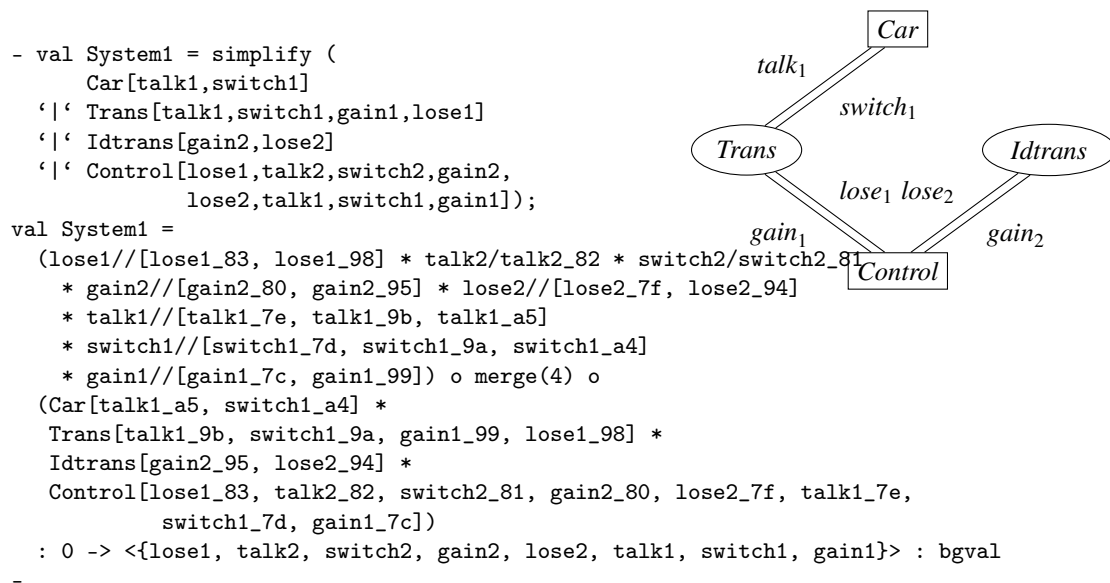 - val System1 = simplify (
Car[talk1,switch1]
‘|‘ Trans[talk1,switch1,gain1,lose1]
‘|‘ Idtrans[gain2,lose2]
‘|‘ Control[lose1,talk2,switch2,gain2,
lose2,talk1,switch1,gain1]);
val System1 =
(lose1//[lose1_83, lose1_98] * talk2/talk2_82 * switch2/switch2_81
* gain2//[gain2_80, gain2_95] * lose2//[lose2_7f, lose2_94]
* talk1//[talk1_7e, talk1_9b, talk1_a5]
* switch1//[switch1_7d, switch1_9a, switch1_a4]
* gain1//[gain1_7c, gain1_99]) o merge(4) o
(Car[talk1_a5, switch1_a4] *
Trans[talk1_9b, switch1_9a, gain1_99, lose1_98] *
Idtrans[gain2_95, lose2_94] *
Control[lose1_83, talk2_82, switch2_81, gain2_80, lose2_7f, talk1_7e,
switch1_7d, gain1_7c])
: 0 -> <{lose1, talk2, switch2, gain2, lose2, talk1, switch1, gain1}> : bgval
-
Car
talk₁
switch₁
Trans
Idtrans
lose₁ lose₂
gain₁
gain₂
Control